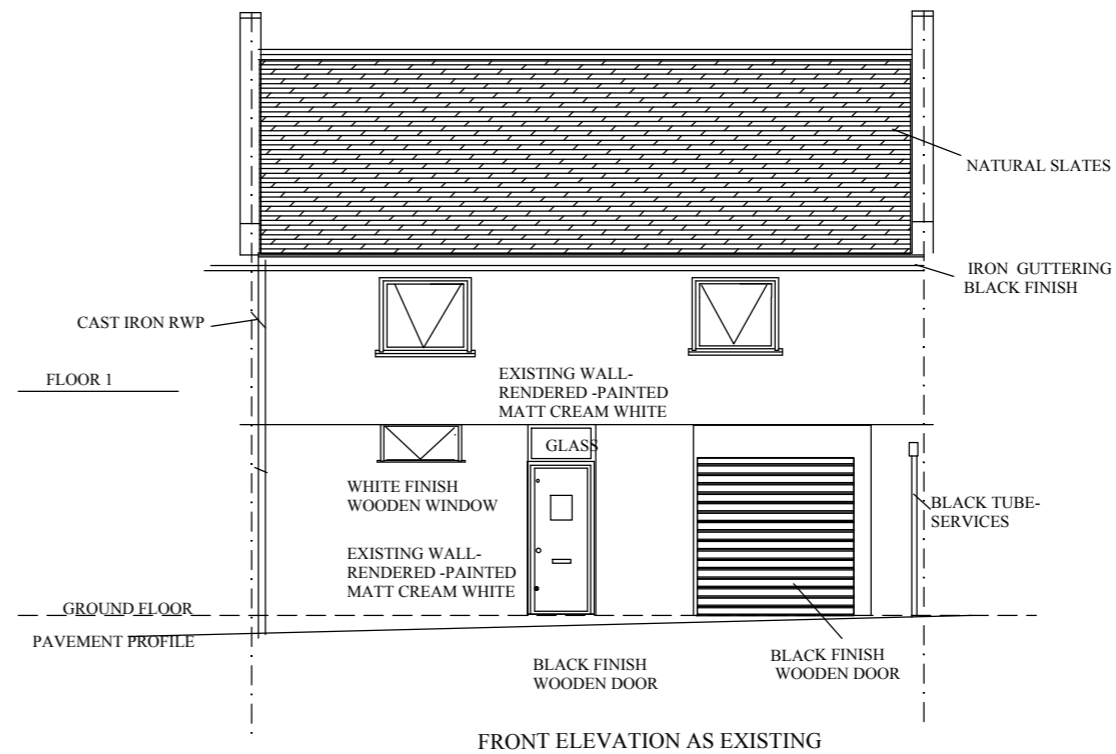 NATURAL SLATES
IRON GUTTERING
BLACK FINISH
CAST IRON RWP
FLOOR 1
EXISTING WALL-
RENDERED -PAINTED
MATT CREAM WHITE
GLASS
WHITE FINISH
WOODEN WINDOW
BLACK TUBE-
SERVICES
EXISTING WALL-
RENDERED -PAINTED
MATT CREAM WHITE
GROUND FLOOR
PAVEMENT PROFILE
BLACK FINISH
WOODEN DOOR
BLACK FINISH
WOODEN DOOR
FRONT ELEVATION AS EXISTING